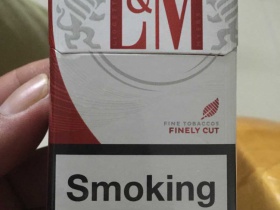 L&M
FINE TOBACCOS
FINELY CUT
Smoking